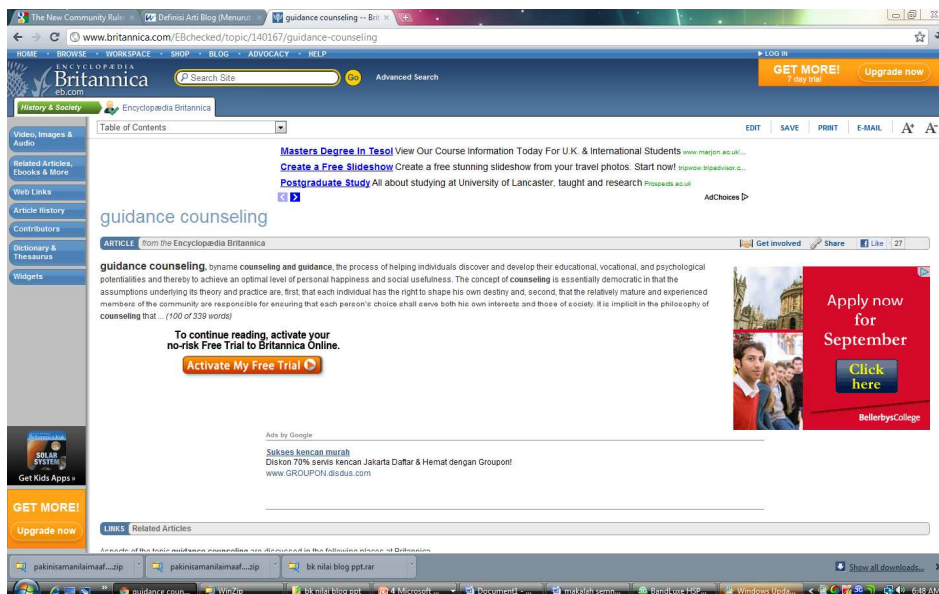 The New Community Rule
Definisi Arti Blog (Menurut
guidance counseling -- Brit
www.britannica.com/EBchecked/topic/140167/guidance-counseling
HOME • BROWSE • WORKSPACE • SHOP • BLOG • ADVOCACY • HELP
LOG IN
ENCYCLOPÆDIA
Britannica
eb.com
Search Site
Go
Advanced Search
GET MORE!
7 day trial
Upgrade now
History & Society
Encyclopædia Britannica
Table of Contents
EDIT SAVE PRINT E-MAIL A+ A-
Video, Images &
Audio
Related Articles,
Ebooks & More
Web Links
Article History
Contributors
Dictionary &
Thesaurus
Widgets
Masters Degree In Tesol View Our Course Information Today For U.K. & International Students www.marjon.ac.uk/...
Create a Free Slideshow Create a free stunning slideshow from your travel photos. Start now! tripwow.tripadvisor.c...
Postgraduate Study All about studying at University of Lancaster, taught and research Prospects.ac.uk
AdChoices
guidance counseling
ARTICLE from the Encyclopædia Britannica
Get involved Share Like 27
guidance counseling, byname counseling and guidance, the process of helping individuals discover and develop their educational, vocational, and psychological
potentialities and thereby to achieve an optimal level of personal happiness and social usefulness. The concept of counseling is essentially democratic in that the
assumptions underlying its theory and practice are, first, that each individual has the right to shape his own destiny and, second, that the relatively mature and experienced
members of the community are responsible for ensuring that each person's choice shall serve both his own interests and those of society. It is implicit in the philosophy of
counseling that ... (100 of 339 words)
To continue reading, activate your
no-risk Free Trial to Britannica Online.
Activate My Free Trial
Apply now
for
September
Click
here
BellerbysCollege
Ads by Google
Sukses kencan murah
Diskon 70% servis kencan Jakarta Daftar & Hemat dengan Groupon!
www.GROUPON.disdus.com
SOLAR
SYSTEM
Get Kids Apps »
GET MORE!
Upgrade now
LINKS Related Articles
Aspects of the topic guidance counseling are discussed in the following places at Britannica
pakinisamanilaimaaf....zip
pakinisamanilaimaaf....zip
bk nilai blog ppt.rar
Show all downloads...
guidance coun...
WinZip
bk nilai blog ppt
4 Microsoft ...
Document1 - ...
makalah semn...
BandLuxe HSP...
Windows Upda...
6:48 AM